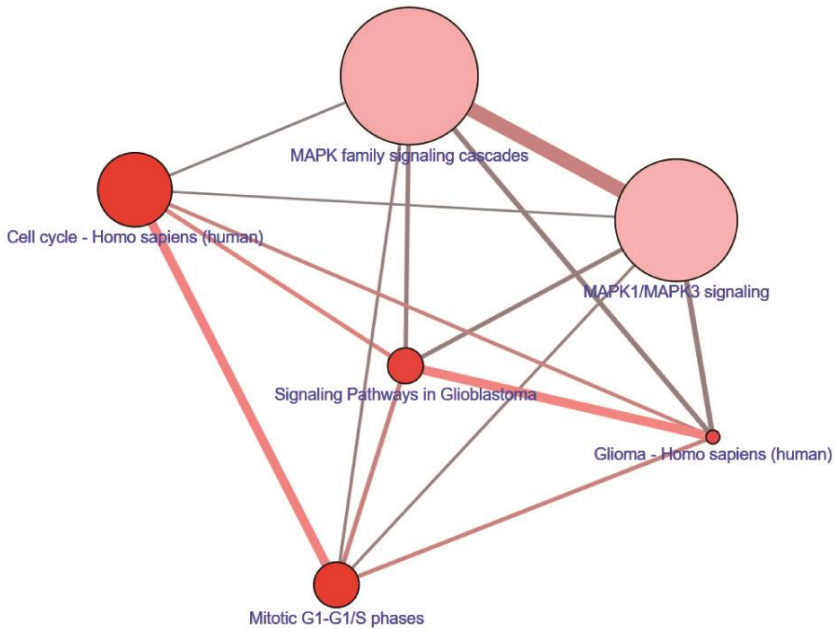 MAPK family signaling cascades
Cell cycle - Homo sapiens (human)
MAPK1/MAPK3 signaling
Signaling Pathways in Glioblastoma
Glioma - Homo sapiens (human)
Mitotic G1-G1/S phases